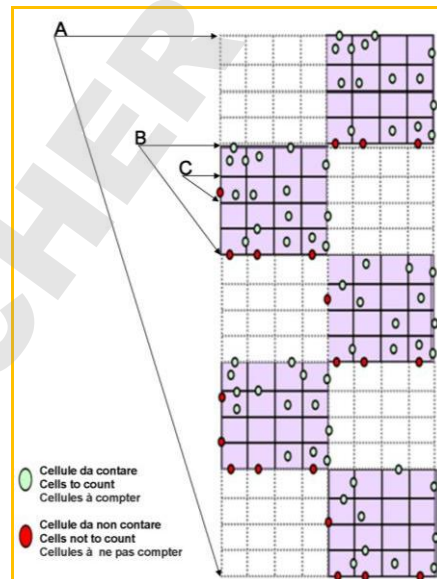 A
B
C
CHER
Cellule da contare
Cells to count
Cellules à compter
Cellule da non contare
Cells not to count
Cellules à ne pas compter